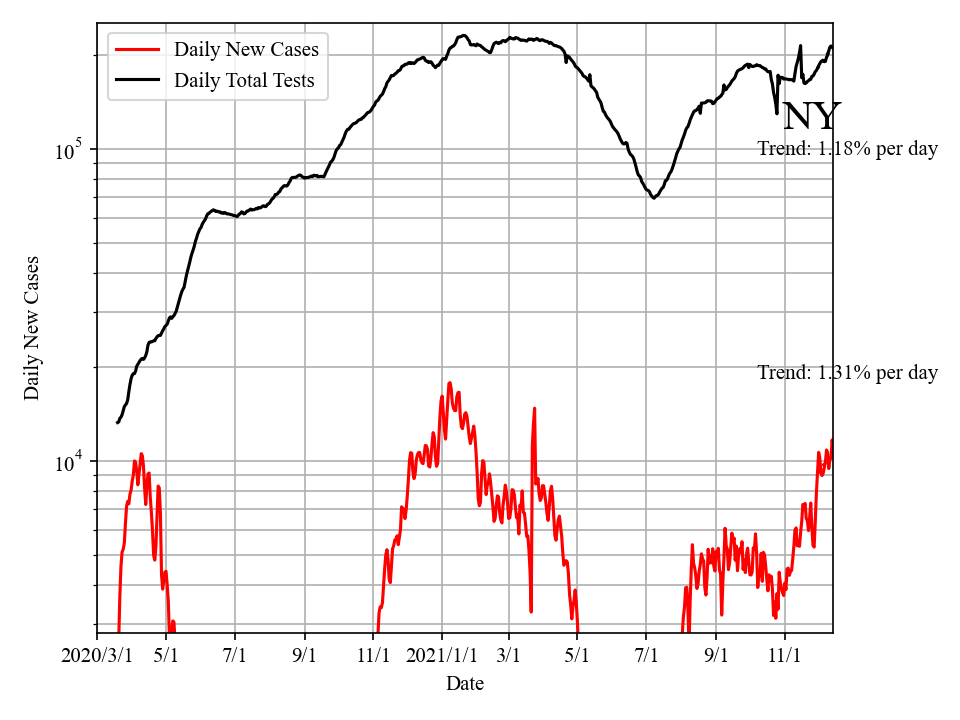 Daily New Cases
Daily Total Tests
NY
Trend: 1.18% per day
Trend: 1.31% per day
10^5
10^4
Daily New Cases
2020/3/1 5/1 7/1 9/1 11/1 2021/1/1 3/1 5/1 7/1 9/1 11/1
Date